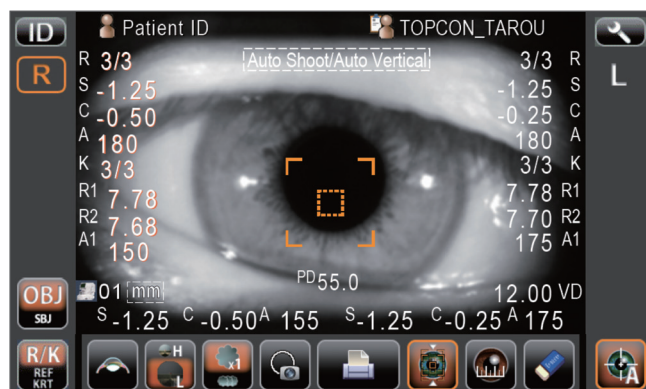 ID Patient ID TOPCON_TAROU
R 3/3 Auto Shoot/Auto Vertical 3/3 R L
S -1.25 -1.25 S
C -0.50 -0.25 C
A 180 180 A
K 3/3 3/3 K
R1 7.78 7.78 R1
R2 7.68 7.70 R2
A1 150 175 A1
OBJ 01 mm PD 55.0 12.00 VD
SBJ S -1.25 C -0.50 A 155 S -1.25 C -0.25 A 175
R/K H x1 A
REF L
KRT